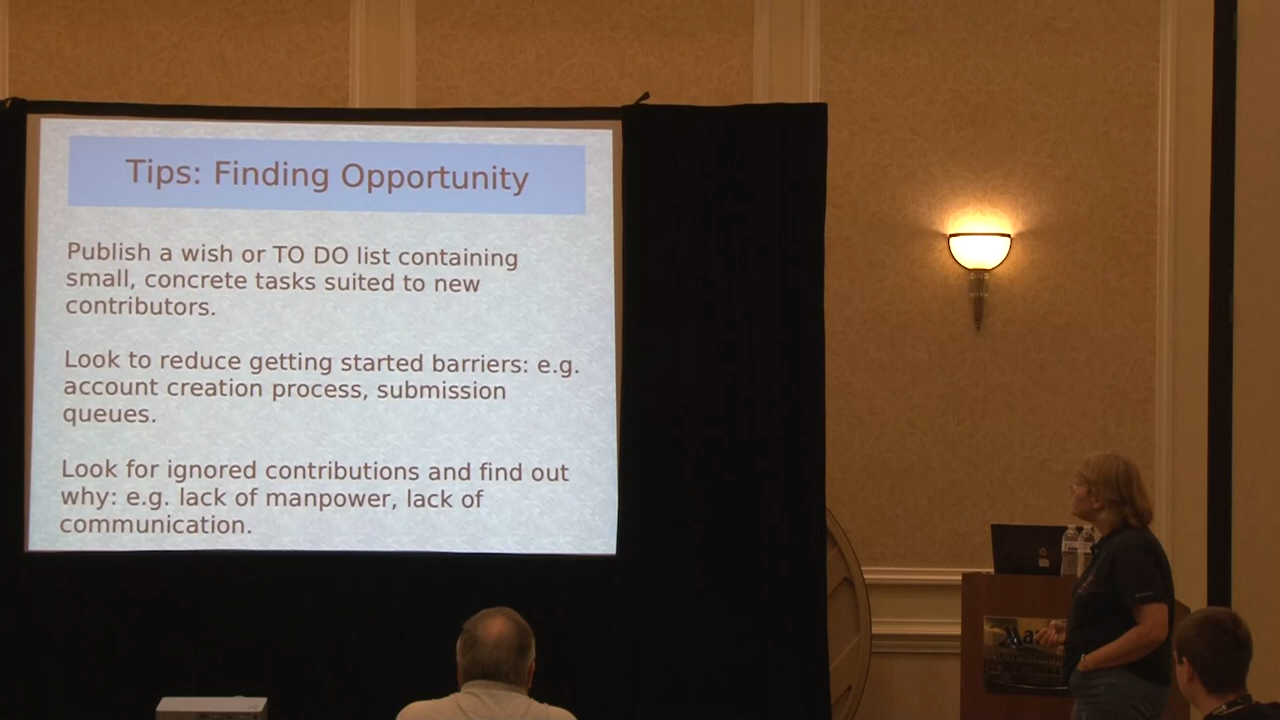 Tips: Finding Opportunity
Publish a wish or TO DO list containing
small, concrete tasks suited to new
contributors.
Look to reduce getting started barriers: e.g.
account creation process, submission
queues.
Look for ignored contributions and find out
why: e.g. lack of manpower, lack of
communication.